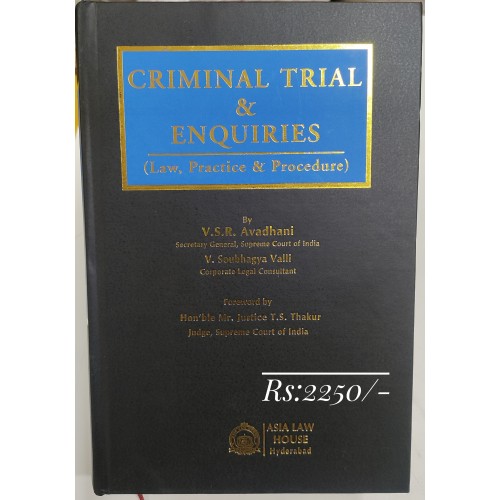 CRIMINAL TRIAL
&
ENQUIRIES
(Law, Practice & Procedure)
By
V.S.R. Avadhani
Secretary General, Supreme Court of India
V. Soubhagya Valli
Corporate Legal Consultant
Foreword by
Hon'ble Mr. Justice T.S. Thakur
Judge, Supreme Court of India
Rs:2250/-
ASIA LAW
HOUSE
Hyderabad